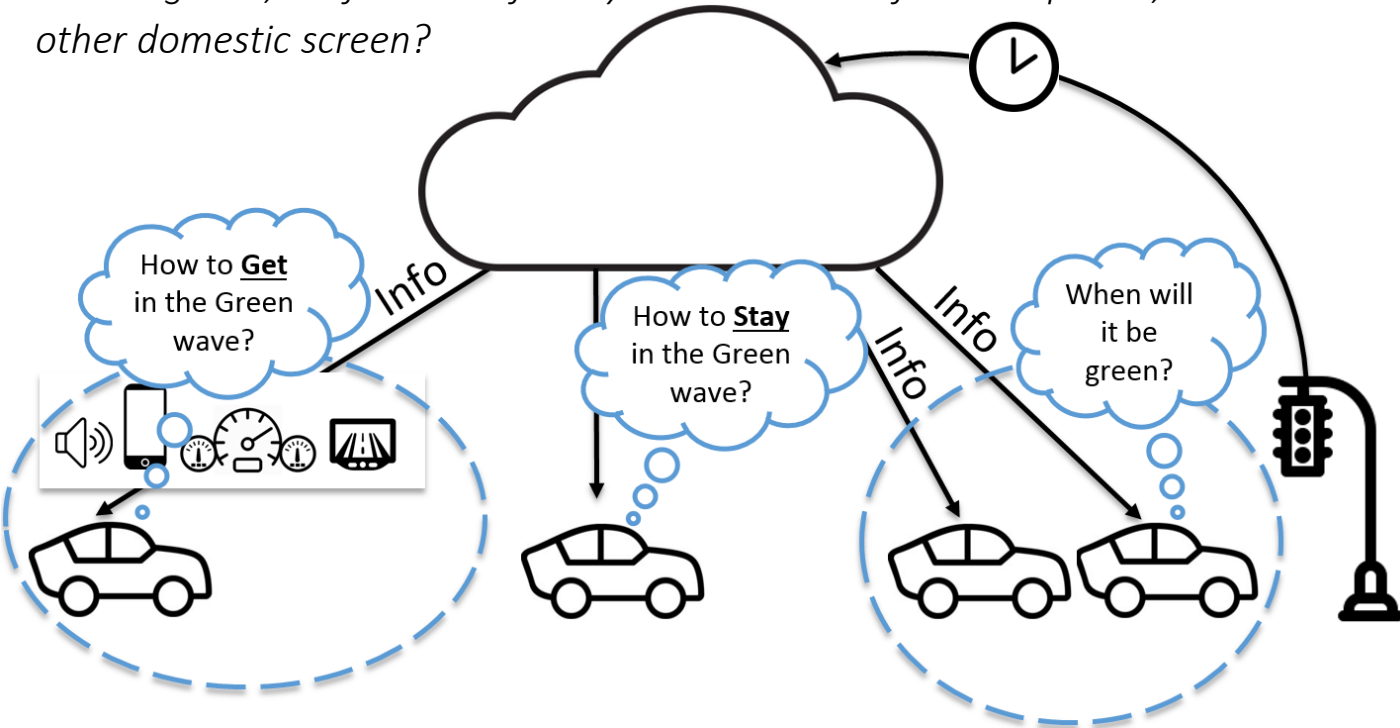 other domestic screen?
How to Get
in the Green
wave?
Info
How to Stay
in the Green
wave?
Info
Info
When will
it be
green?